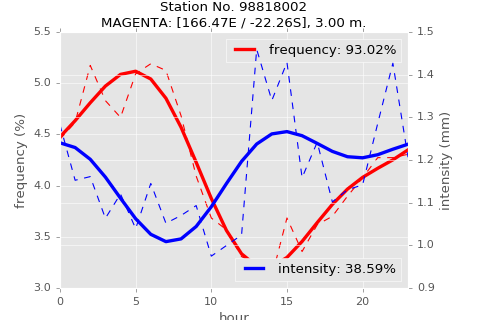 Station No. 98818002
MAGENTA: [166.47E / -22.26S], 3.00 m.
5.5
5.0
4.5
4.0
3.5
3.0
frequency (%)
frequency: 93.02%
intensity: 38.59%
1.5
1.4
1.3
1.2
1.1
1.0
0.9
intensity (mm)
0
5
10
15
20
hour